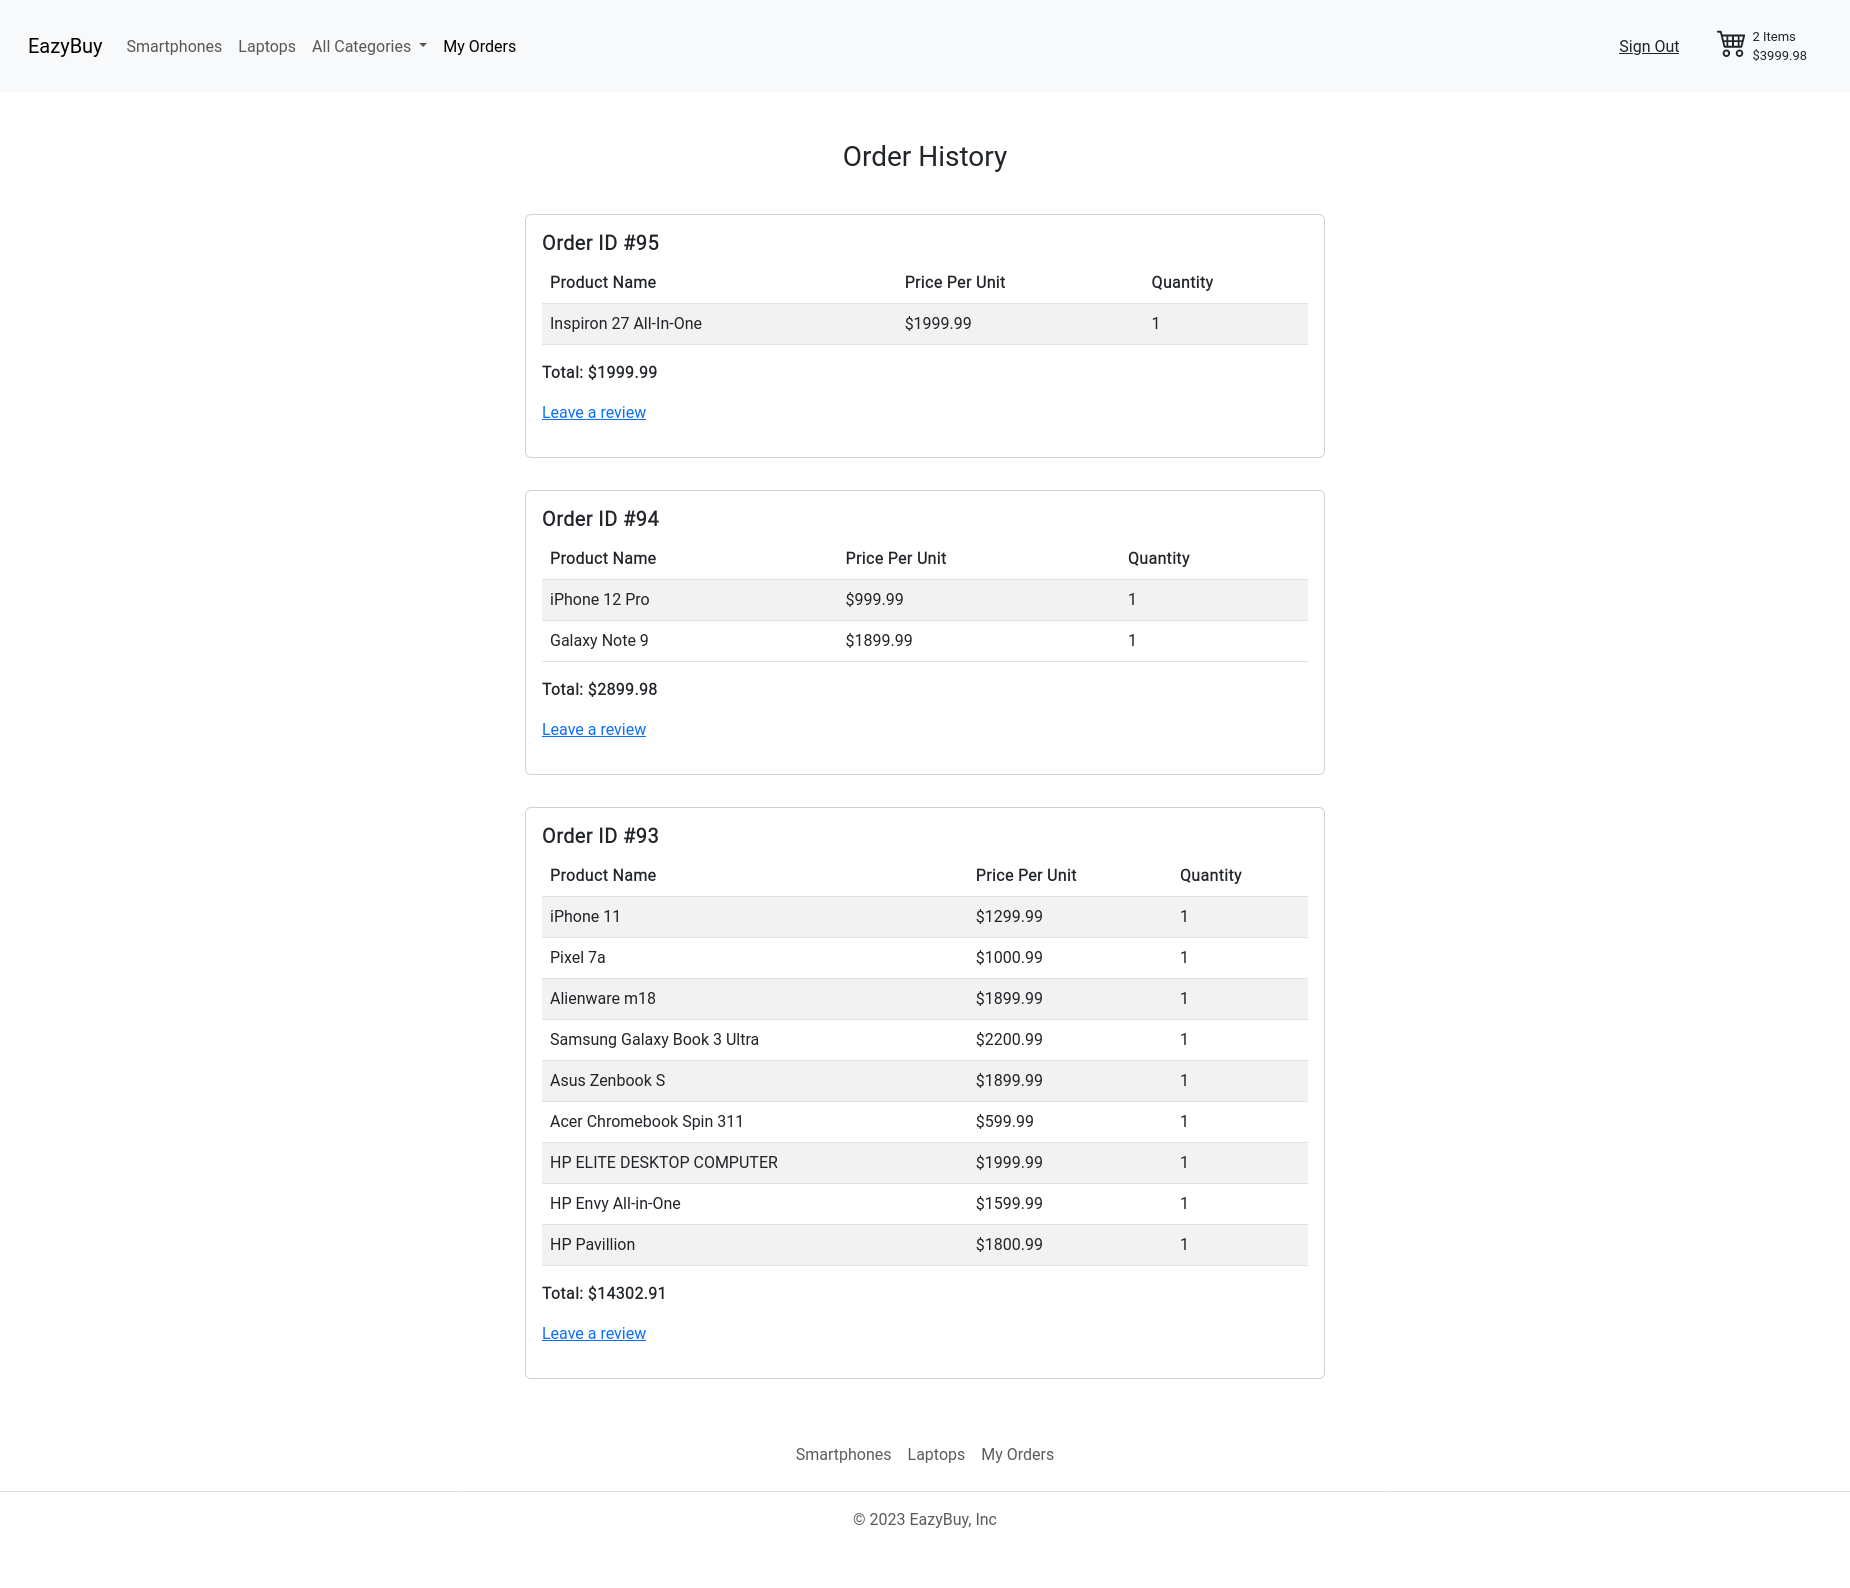 EazyBuy Smartphones Laptops All Categories My Orders Sign Out 2 Items
$3999.98
Order History
Order ID #95
Product Name Price Per Unit Quantity
Inspiron 27 All-In-One $1999.99 1
Total: $1999.99
Leave a review
Order ID #94
Product Name Price Per Unit Quantity
iPhone 12 Pro $999.99 1
Galaxy Note 9 $1899.99 1
Total: $2899.98
Leave a review
Order ID #93
Product Name Price Per Unit Quantity
iPhone 11 $1299.99 1
Pixel 7a $1000.99 1
Alienware m18 $1899.99 1
Samsung Galaxy Book 3 Ultra $2200.99 1
Asus Zenbook S $1899.99 1
Acer Chromebook Spin 311 $599.99 1
HP ELITE DESKTOP COMPUTER $1999.99 1
HP Envy All-in-One $1599.99 1
HP Pavillion $1800.99 1
Total: $14302.91
Leave a review
Smartphones Laptops My Orders
© 2023 EazyBuy, Inc